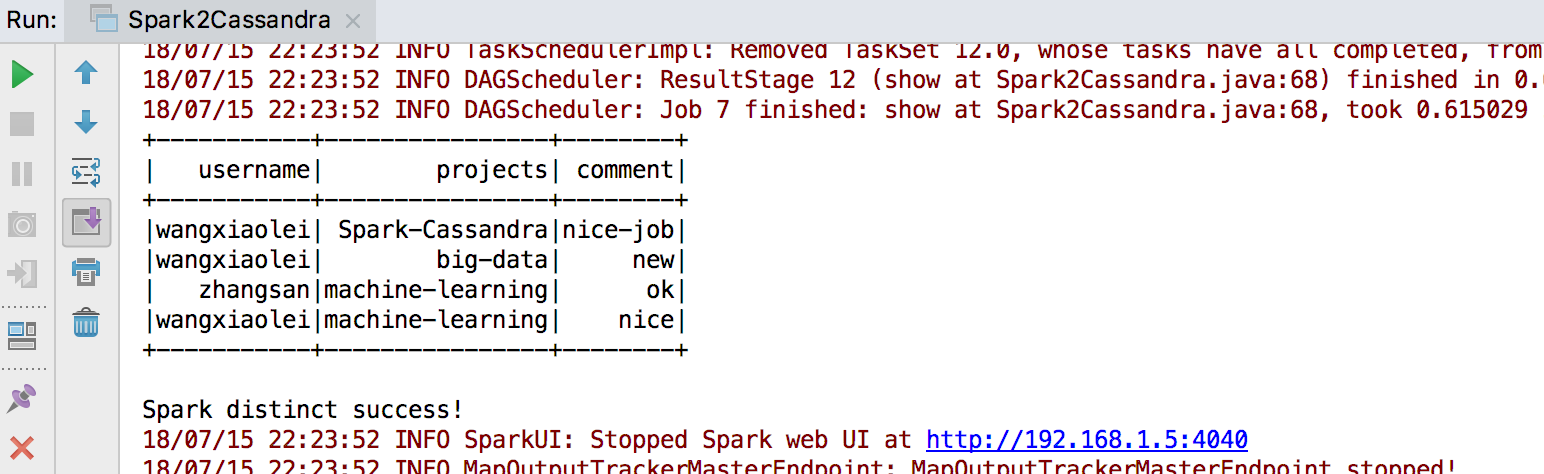 Run: Spark2Cassandra
18/07/15 22:23:52 INFO TaskSchedulerImpl: Removed TaskSet 12.0, whose tasks have all completed, from
18/07/15 22:23:52 INFO DAGScheduler: ResultStage 12 (show at Spark2Cassandra.java:68) finished in 0.
18/07/15 22:23:52 INFO DAGScheduler: Job 7 finished: show at Spark2Cassandra.java:68, took 0.615029
+-----------+----------------+--------+
|   username|        projects| comment|
+-----------+----------------+--------+
|wangxiaolei| Spark-Cassandra|nice-job|
|wangxiaolei|        big-data|     new|
|   zhangsan|machine-learning|      ok|
|wangxiaolei|machine-learning|    nice|
+-----------+----------------+--------+
Spark distinct success!
18/07/15 22:23:52 INFO SparkUI: Stopped Spark web UI at http://192.168.1.5:4040
18/07/15 22:23:52 INFO MapOutputTrackerMasterEndpoint: MapOutputTrackerMasterEndpoint stopped!